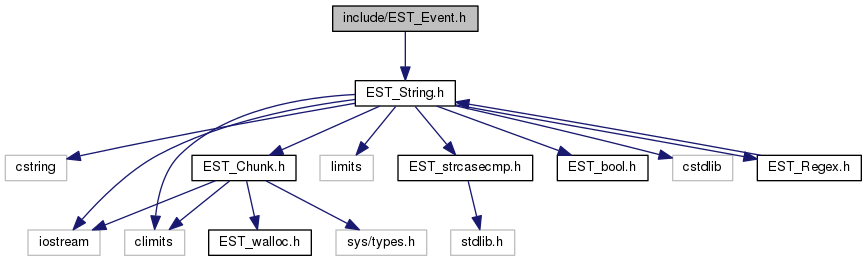 include/EST_Event.h
EST_String.h
cstring
EST_Chunk.h
limits
EST_strcasecmp.h
EST_bool.h
cstdlib
EST_Regex.h
iostream
climits
EST_walloc.h
sys/types.h
stdlib.h